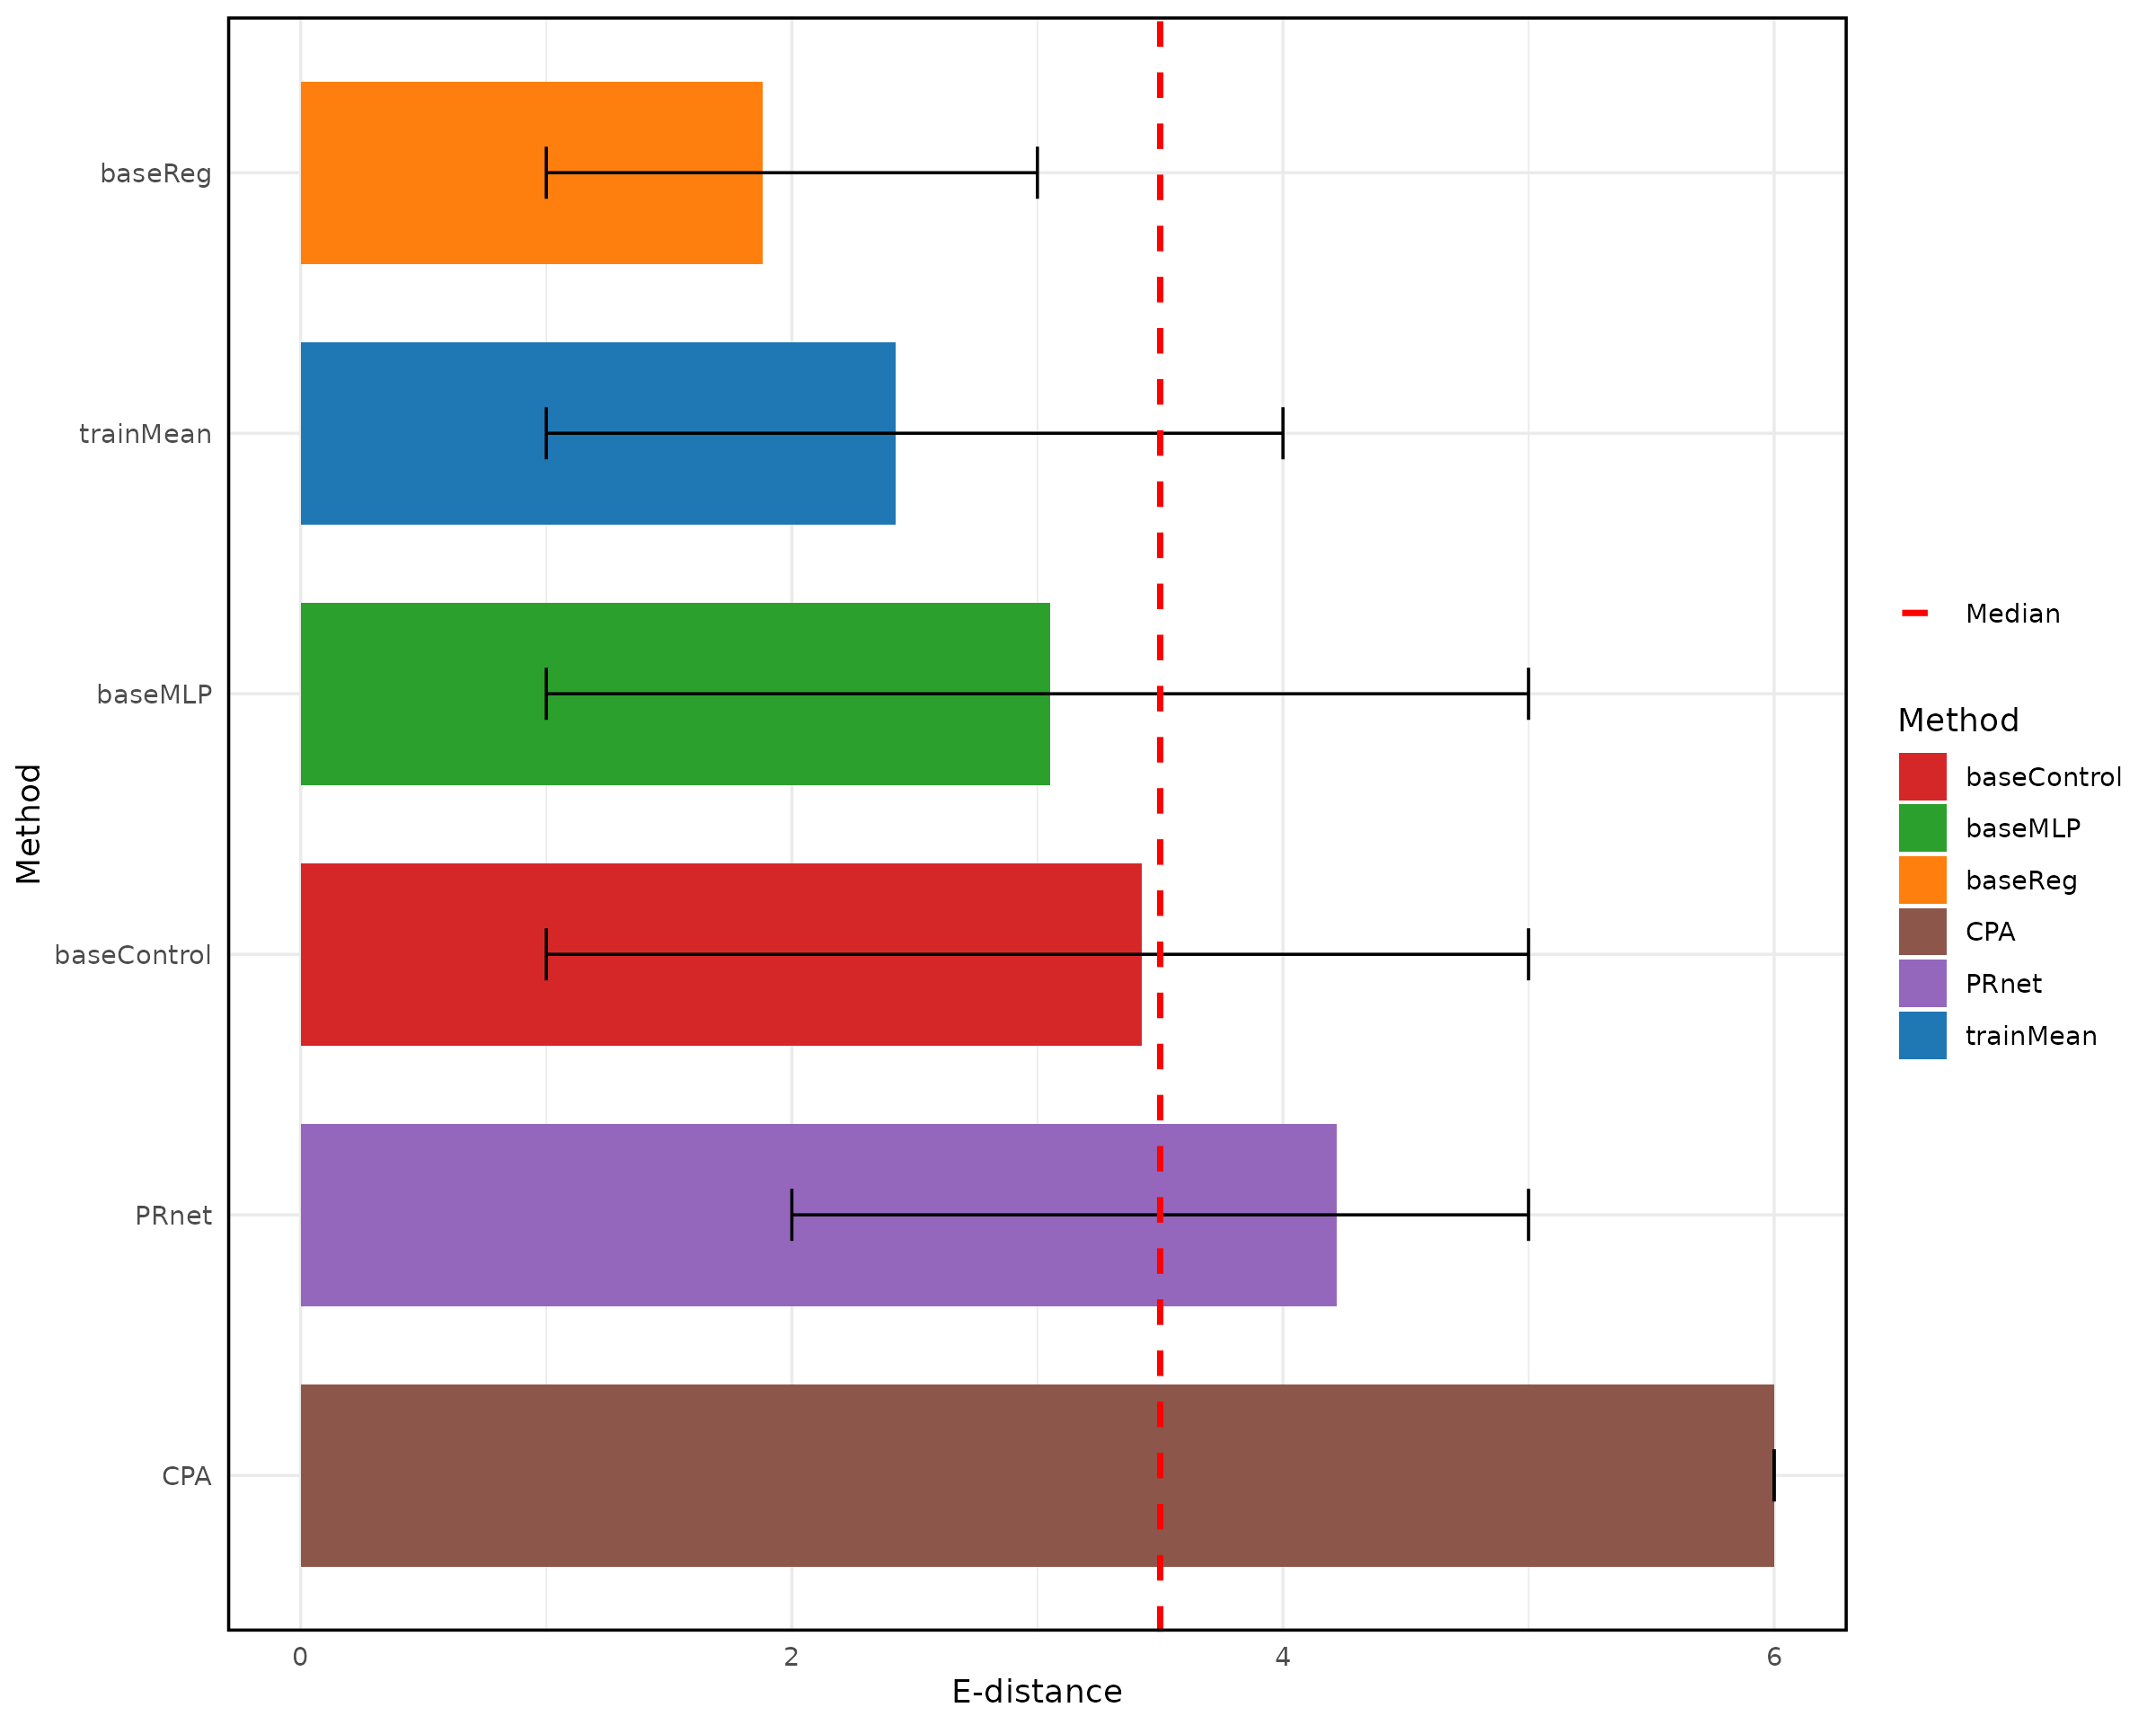 Method
baseReg
trainMean
baseMLP
baseControl
PRnet
CPA
0 2 4 6
E-distance
Median
Method
baseControl
baseMLP
baseReg
CPA
PRnet
trainMean